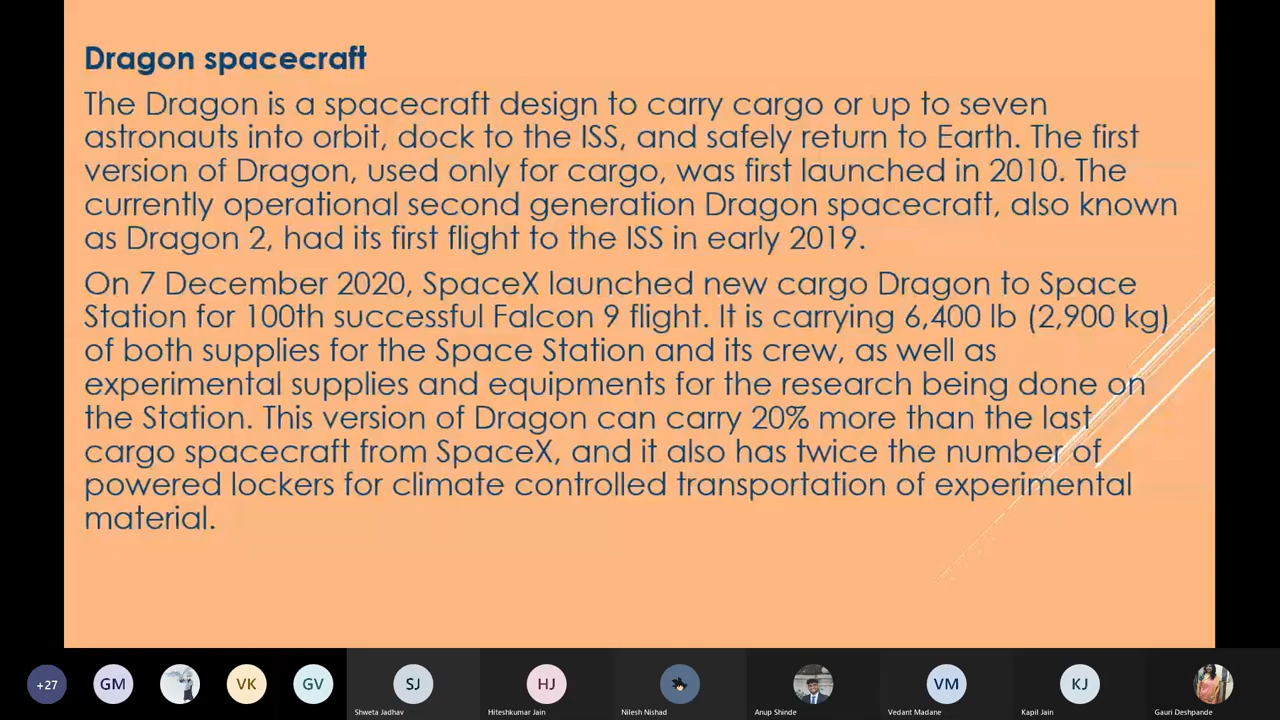 Dragon spacecraft
The Dragon is a spacecraft design to carry cargo or up to seven
astronauts into orbit, dock to the ISS, and safely return to Earth. The first
version of Dragon, used only for cargo, was first launched in 2010. The
currently operational second generation Dragon spacecraft, also known
as Dragon 2, had its first flight to the ISS in early 2019.
On 7 December 2020, SpaceX launched new cargo Dragon to Space
Station for 100th successful Falcon 9 flight. It is carrying 6,400 lb (2,900 kg)
of both supplies for the Space Station and its crew, as well as
experimental supplies and equipments for the research being done on
the Station. This version of Dragon can carry 20% more than the last
cargo spacecraft from SpaceX, and it also has twice the number of
powered lockers for climate controlled transportation of experimental
material.
+27 GM VK GV SJ HJ VM KJ
Shweta Jadhav Hiteshkumar Jain Nilesh Nishad Anup Shinde Vedant Madane Kapil Jain Gauri Deshpande